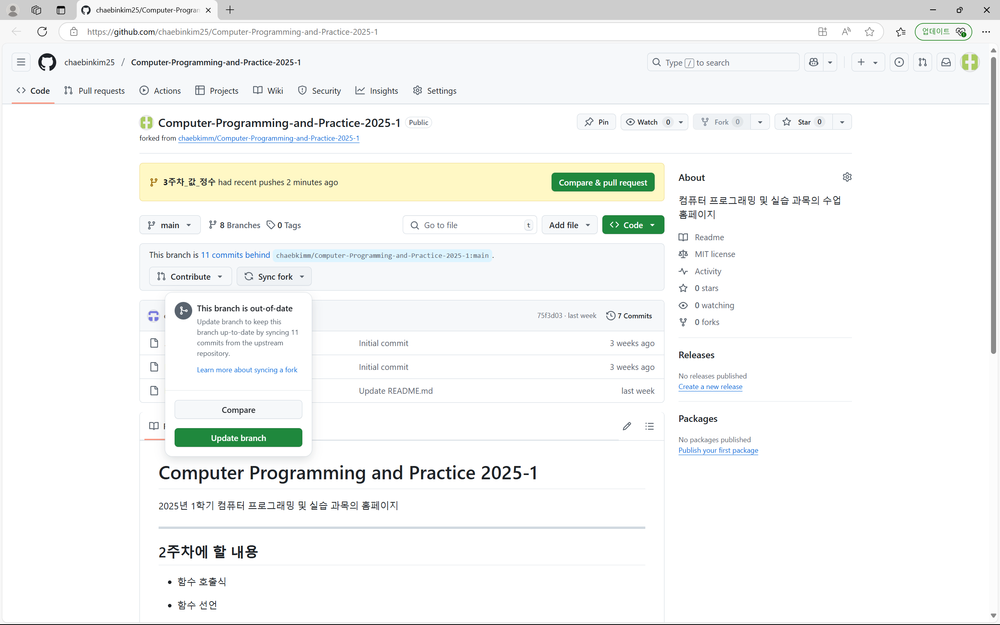 chaebinkim25/Computer-Program
https://github.com/chaebinkim25/Computer-Programming-and-Practice-2025-1
업데이트
chaebinkim25 / Computer-Programming-and-Practice-2025-1
Type / to search
Code
Pull requests
Actions
Projects
Wiki
Security
Insights
Settings
Computer-Programming-and-Practice-2025-1 Public
Pin
Watch 0
Fork 0
Star 0
forked from chaebkimm/Computer-Programming-and-Practice-2025-1
3주차_값_정수 had recent pushes 2 minutes ago
Compare & pull request
main
8 Branches
0 Tags
Go to file t
Add file
Code
This branch is 11 commits behind chaebkimm/Computer-Programming-and-Practice-2025-1:main .
Contribute
Sync fork
This branch is out-of-date
Update branch to keep this
branch up-to-date by syncing 11
commits from the upstream
repository.
Learn more about syncing a fork
Compare
Update branch
75f3d03 · last week
7 Commits
Initial commit
3 weeks ago
Initial commit
3 weeks ago
Update README.md
last week
Computer Programming and Practice 2025-1
2025년 1학기 컴퓨터 프로그래밍 및 실습 과목의 홈페이지
2주차에 할 내용
함수 호출식
함수 선언
About
컴퓨터 프로그래밍 및 실습 과목의 수업
홈페이지
Readme
MIT license
Activity
0 stars
0 watching
0 forks
Releases
No releases published
Create a new release
Packages
No packages published
Publish your first package